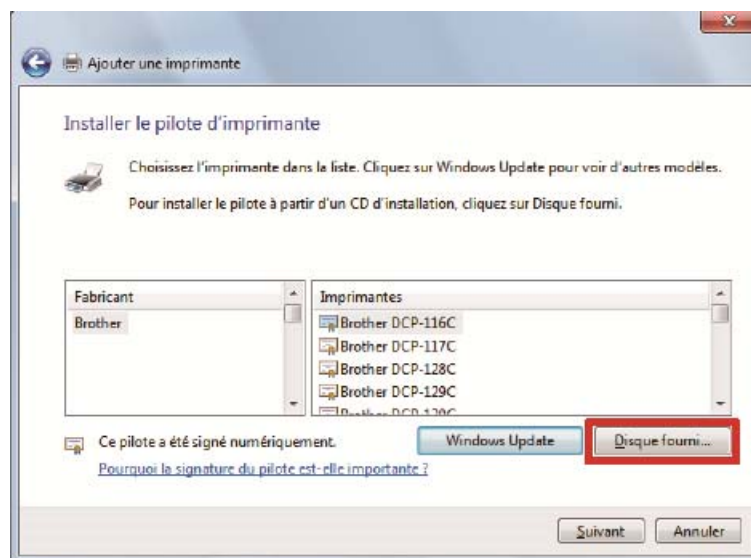 Ajouter une imprimante
Installer le pilote d'imprimante
Choisissez l'imprimante dans la liste. Cliquez sur Windows Update pour voir d'autres modèles.
Pour installer le pilote à partir d'un CD d'installation, cliquez sur Disque fourni.
Fabricant
Brother
Imprimantes
Brother DCP-116C
Brother DCP-117C
Brother DCP-128C
Brother DCP-129C
Ce pilote a été signé numériquement.
Windows Update
Disque fourni...
Pourquoi la signature du pilote est-elle importante ?
Suivant
Annuler